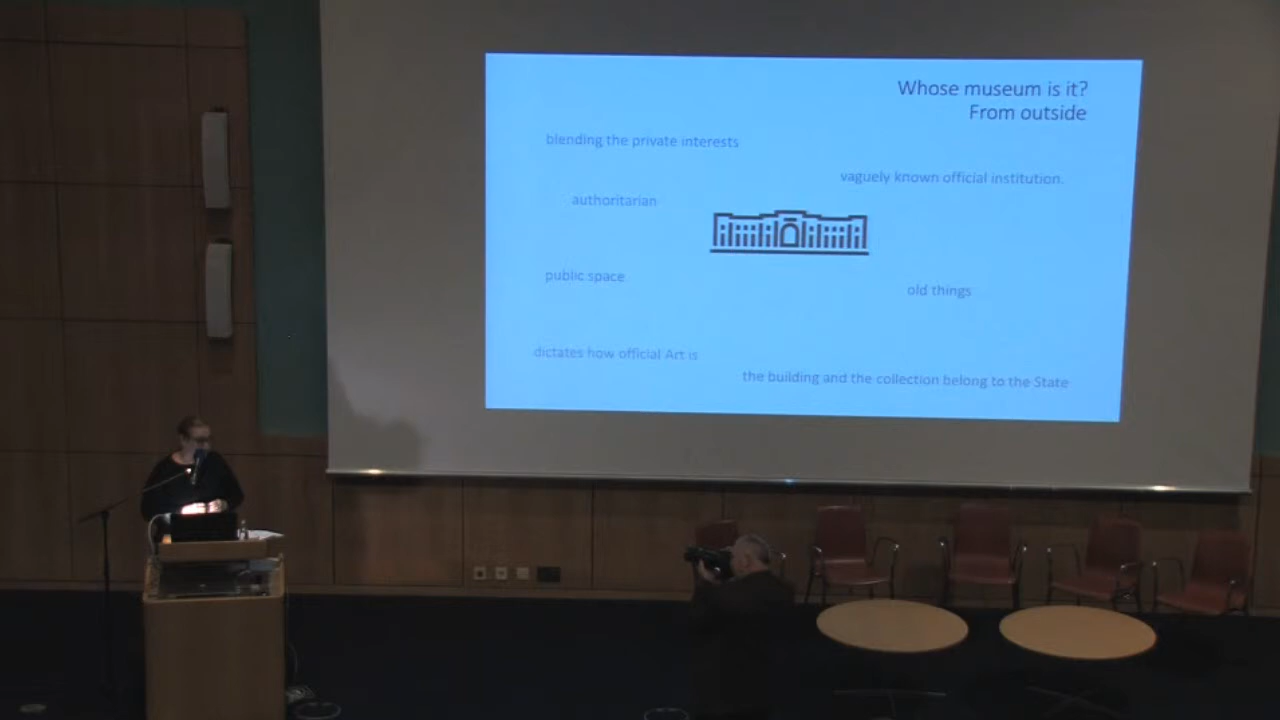 Whose museum is it?
From outside
blending the private interests
vaguely known official institution.
authoritarian
public space
old things
dictates how official Art is
the building and the collection belong to the State